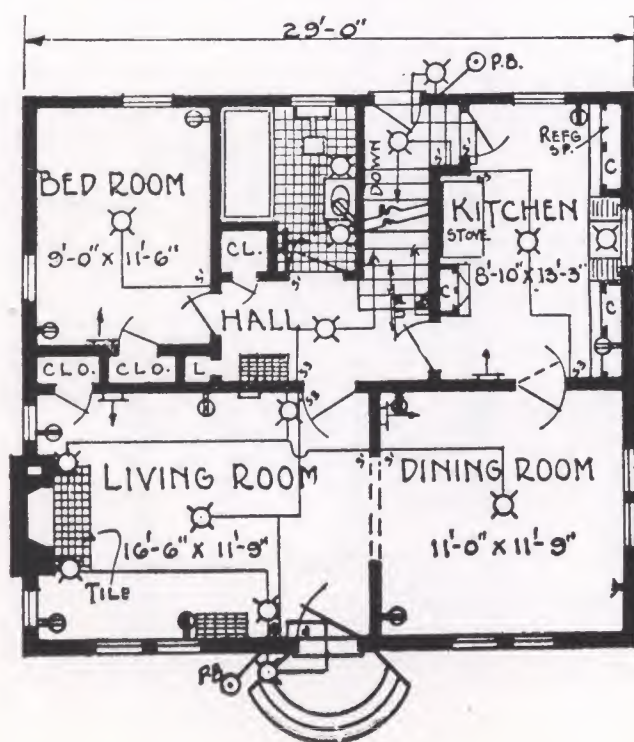 29'-0"
P.B.
BED ROOM
9'-0" x 11'-6"
CL.
DOWN
REFG
SP.
C
KITCHEN
STOVE
8'-10" x 13'-3"
C
C
HALL
UP
CLO.
CLO.
L
LIVING ROOM
16'-6" x 11'-9"
TILE
DINING ROOM
11'-0" x 11'-9"
P.B.